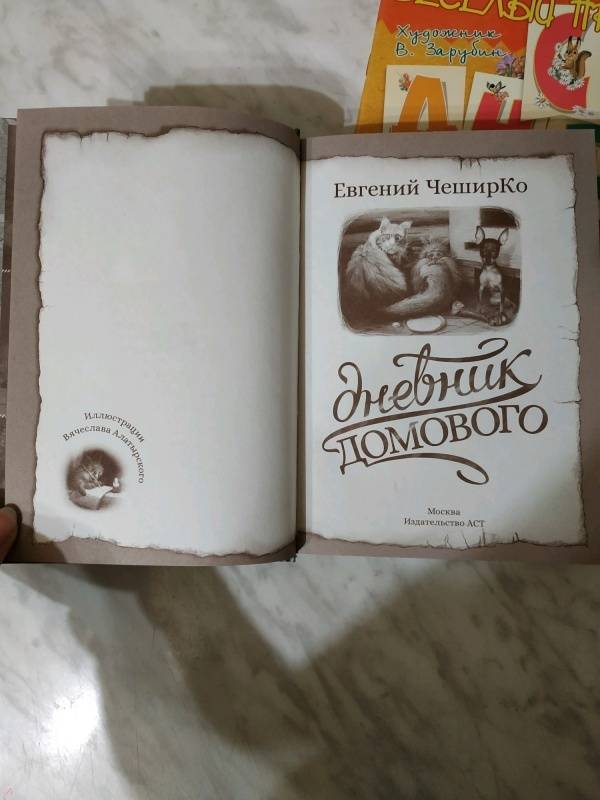 Художник
В. Зарубин
Евгений ЧеширКо
дневник
ДОМОВОГО
Москва
Издательство АСТ
Иллюстрации
Вячеслава Алатырского